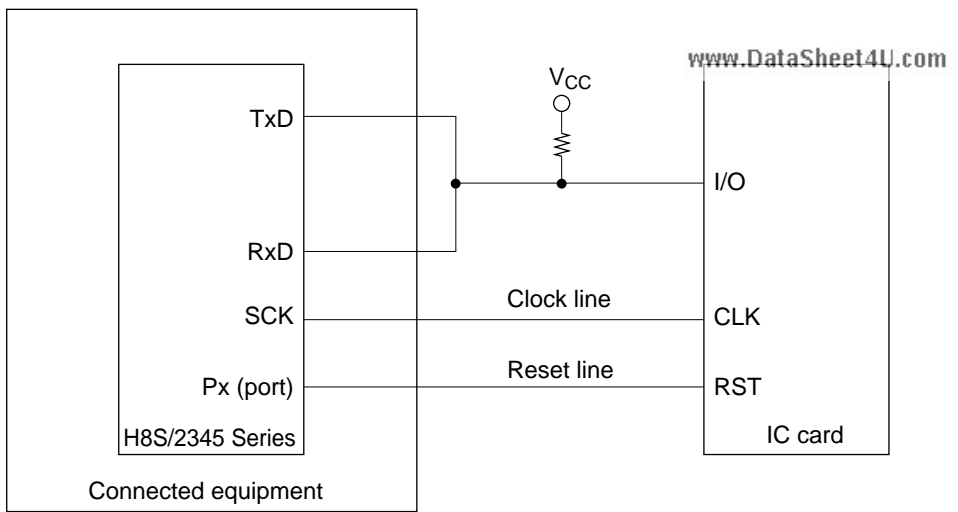 www.DataSheet4U.com
VCC
TxD
I/O
RxD
Clock line
SCK
CLK
Reset line
Px (port)
RST
H8S/2345 Series
IC card
Connected equipment